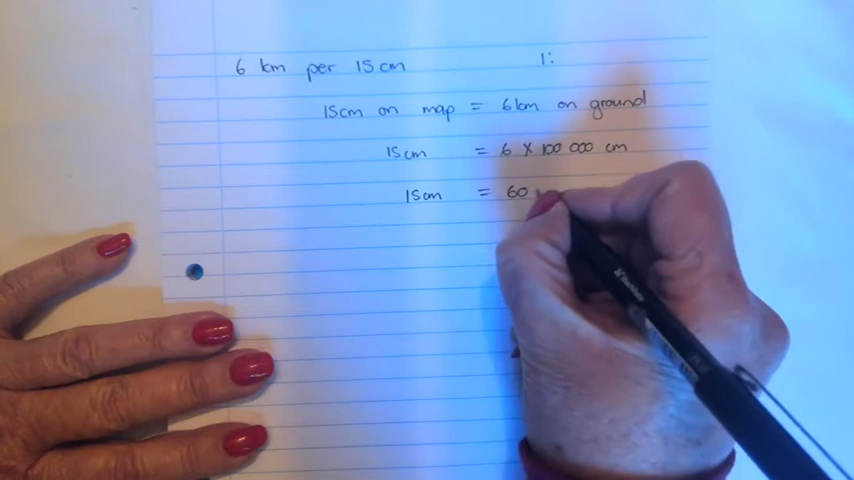 6 km per 15 cm 1:
15cm on map = 6km on ground
15cm = 6 X 100 000 cm
15cm = 60